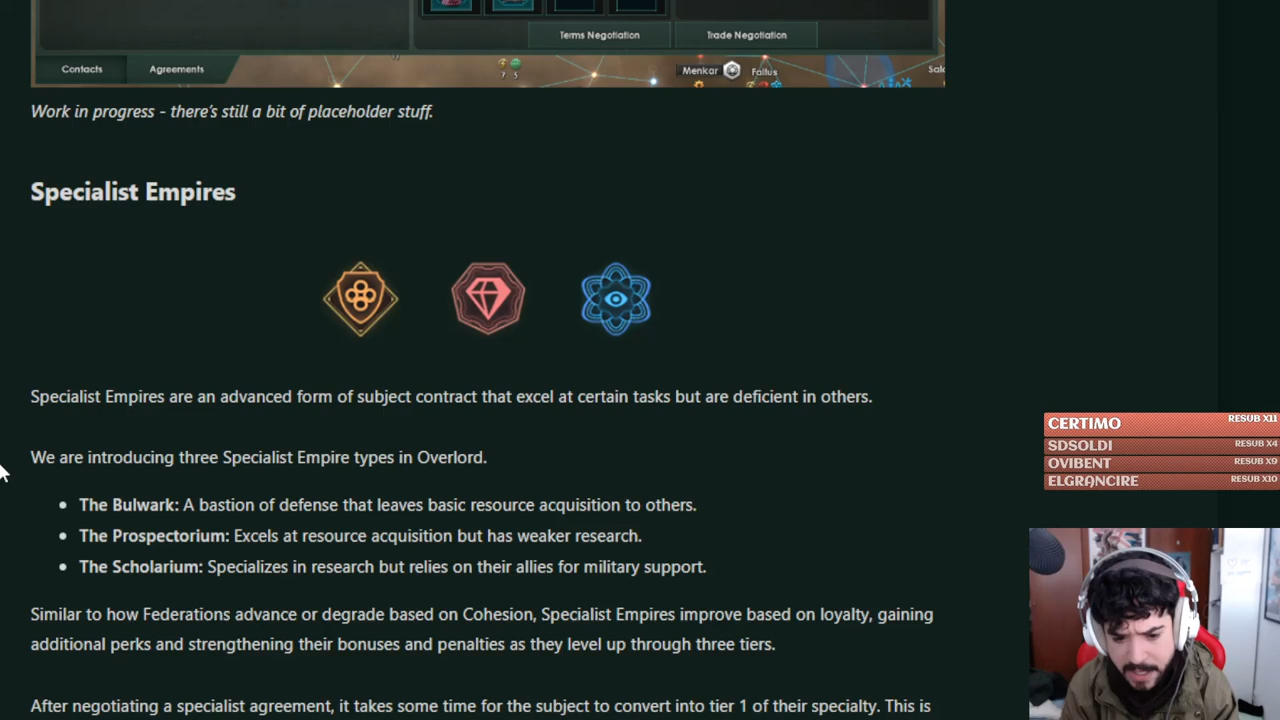 Terms Negotiation Trade Negotiation
Contacts Agreements 7 5 Menkar Fallus
Work in progress - there's still a bit of placeholder stuff.
Specialist Empires
Specialist Empires are an advanced form of subject contract that excel at certain tasks but are deficient in others.
We are introducing three Specialist Empire types in Overlord.
• The Bulwark: A bastion of defense that leaves basic resource acquisition to others.
• The Prospectorium: Excels at resource acquisition but has weaker research.
• The Scholarium: Specializes in research but relies on their allies for military support.
Similar to how Federations advance or degrade based on Cohesion, Specialist Empires improve based on loyalty, gaining
additional perks and strengthening their bonuses and penalties as they level up through three tiers.
After negotiating a specialist agreement, it takes some time for the subject to convert into tier 1 of their specialty. This is
CERTIMO RESUB X11
SDSOLDI RESUB X4
OVIBENT RESUB X9
ELGRANCIRE RESUB X10